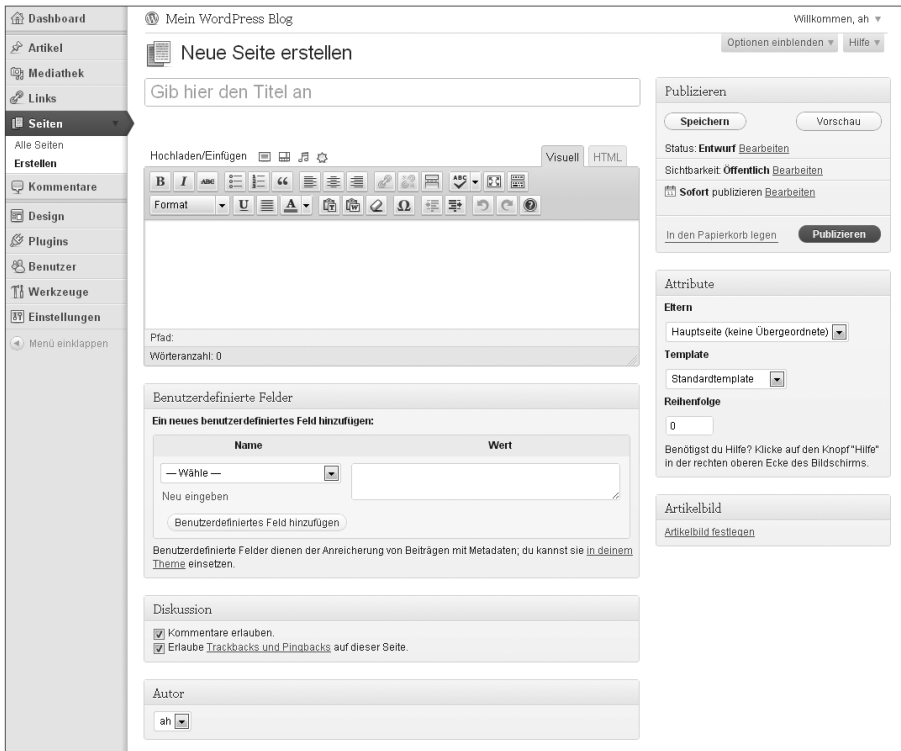 Dashboard
Artikel
Mediathek
Links
Seiten
Alle Seiten
Erstellen
Kommentare
Design
Plugins
Benutzer
Werkzeuge
Einstellungen
Menü einklappen
Mein WordPress Blog
Willkommen, ah
Optionen einblenden
Hilfe
Neue Seite erstellen
Gib hier den Titel an
Hochladen/Einfügen
Visuell
HTML
B I ABC ABC
Format U A T W Ω
Pfad:
Wörteranzahl: 0
Benutzerdefinierte Felder
Ein neues benutzerdefiniertes Feld hinzufügen:
Name Wert
— Wähle —
Neu eingeben
Benutzerdefiniertes Feld hinzufügen
Benutzerdefinierte Felder dienen der Anreicherung von Beiträgen mit Metadaten; du kannst sie in deinem
Theme einsetzen.
Diskussion
Kommentare erlauben.
Erlaube Trackbacks und Pingbacks auf dieser Seite.
Autor
ah
Publizieren
Speichern
Vorschau
Status: Entwurf Bearbeiten
Sichtbarkeit: Öffentlich Bearbeiten
Sofort publizieren Bearbeiten
In den Papierkorb legen
Publizieren
Attribute
Eltern
Hauptseite (keine Übergeordnete)
Template
Standardtemplate
Reihenfolge
0
Benötigst du Hilfe? Klicke auf den Knopf "Hilfe"
in der rechten oberen Ecke des Bildschirms.
Artikelbild
Artikelbild festlegen